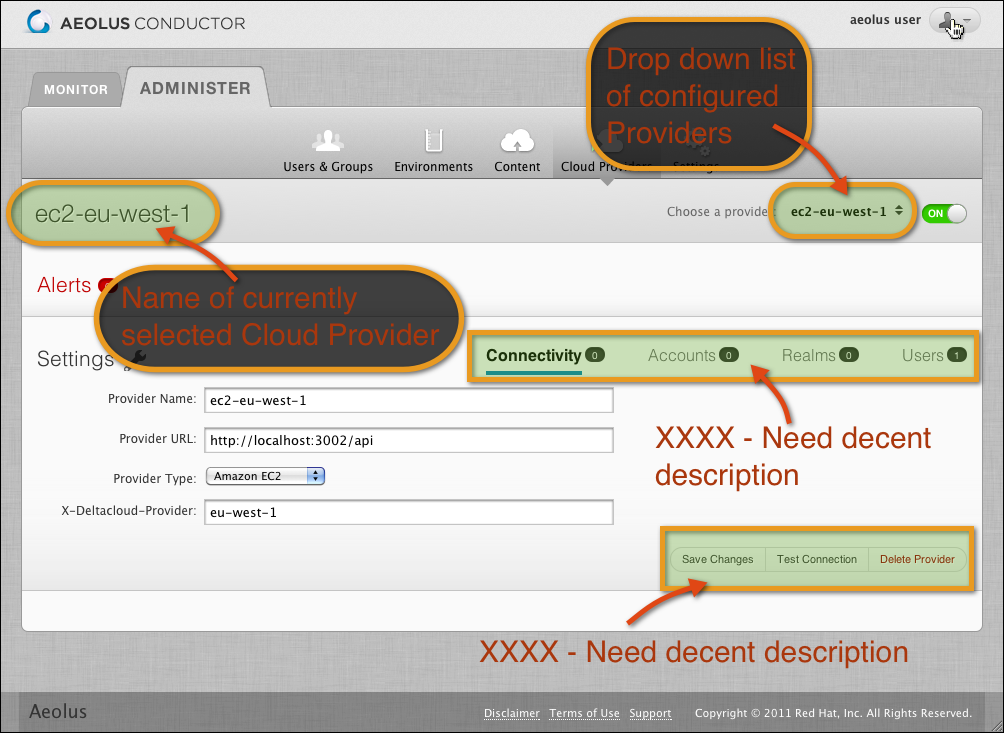 AEOLUS CONDUCTOR
aeolus user
MONITOR
ADMINISTER
Drop down list
of configured
Providers
Users & Groups
Environments
Content
Cloud Providers
Settings
ec2-eu-west-1
Choose a provider
ec2-eu-west-1
ON
Alerts
Name of currently
selected Cloud Provider
Settings
Connectivity 0
Accounts 0
Realms 0
Users 1
Provider Name: ec2-eu-west-1
Provider URL: http://localhost:3002/api
Provider Type: Amazon EC2
X-Deltacloud-Provider: eu-west-1
XXXX - Need decent
description
Save Changes
Test Connection
Delete Provider
XXXX - Need decent description
Aeolus
Disclaimer Terms of Use Support Copyright © 2011 Red Hat, Inc. All Rights Reserved.